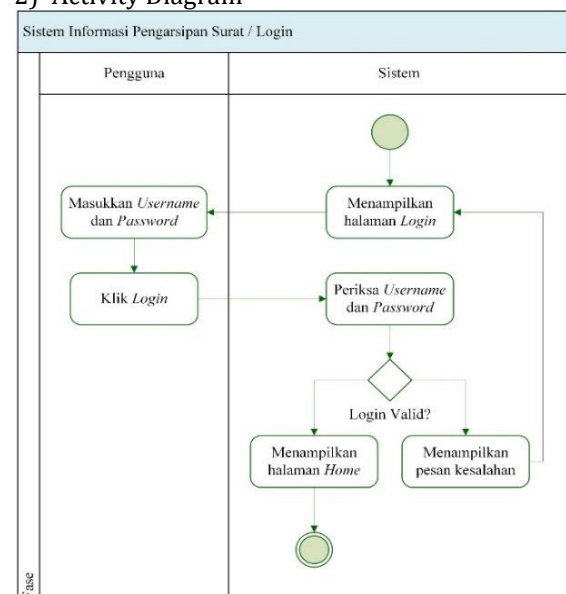 2) Activity Diagram
Sistem Informasi Pengarsipan Surat / Login
Pengguna
Sistem
Menampilkan
halaman Login
Masukkan Username
dan Password
Klik Login
Periksa Username
dan Password
Login Valid?
Menampilkan
halaman Home
Menampilkan
pesan kesalahan
Fase